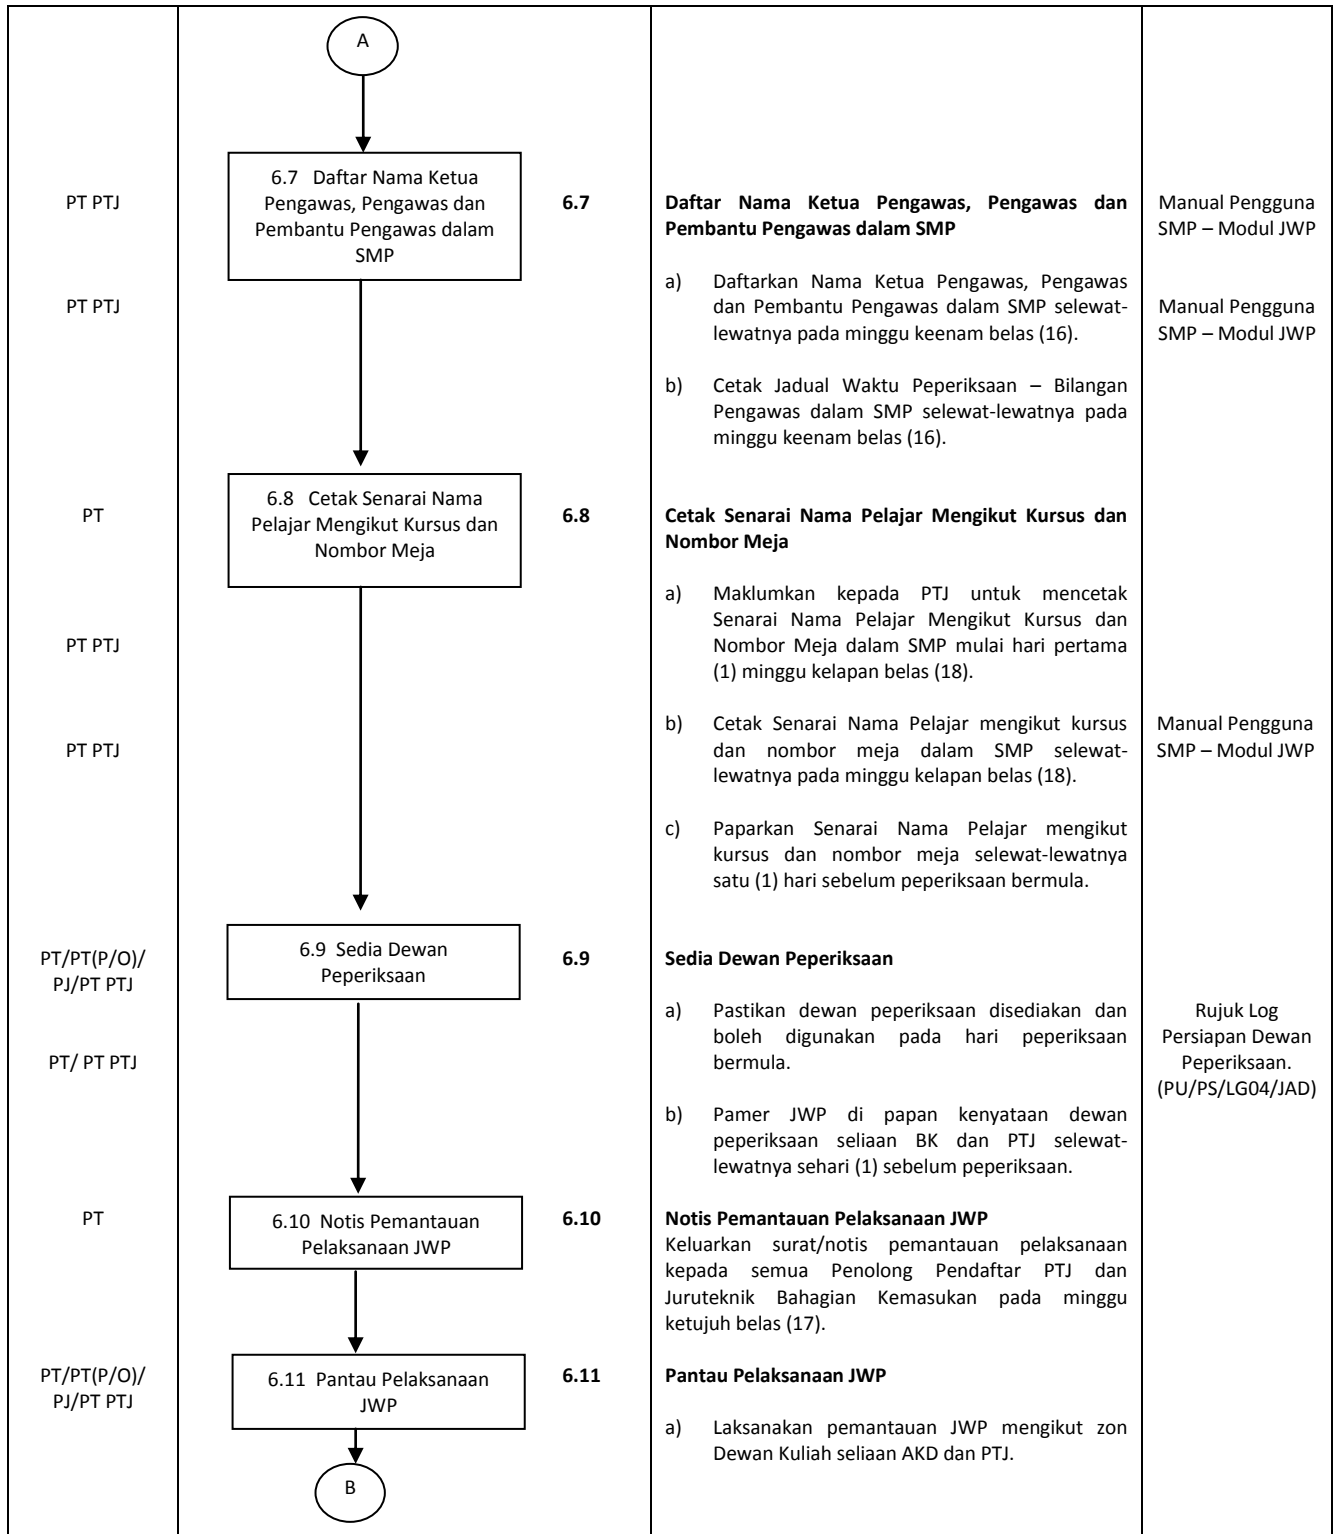 A
PT PTJ
6.7 Daftar Nama Ketua
Pengawas, Pengawas dan
Pembantu Pengawas dalam
SMP
6.7
Daftar Nama Ketua Pengawas, Pengawas dan
Pembantu Pengawas dalam SMP
Manual Pengguna
SMP – Modul JWP
PT PTJ
a) Daftarkan Nama Ketua Pengawas, Pengawas
dan Pembantu Pengawas dalam SMP selewat-
lewatnya pada minggu keenam belas (16).
Manual Pengguna
SMP – Modul JWP
b) Cetak Jadual Waktu Peperiksaan – Bilangan
Pengawas dalam SMP selewat-lewatnya pada
minggu keenam belas (16).
PT
6.8 Cetak Senarai Nama
Pelajar Mengikut Kursus dan
Nombor Meja
6.8
Cetak Senarai Nama Pelajar Mengikut Kursus dan
Nombor Meja
PT PTJ
a) Maklumkan kepada PTJ untuk mencetak
Senarai Nama Pelajar Mengikut Kursus dan
Nombor Meja dalam SMP mulai hari pertama
(1) minggu kelapan belas (18).
PT PTJ
b) Cetak Senarai Nama Pelajar mengikut kursus
dan nombor meja dalam SMP selewat-
lewatnya pada minggu kelapan belas (18).
Manual Pengguna
SMP – Modul JWP
c) Paparkan Senarai Nama Pelajar mengikut
kursus dan nombor meja selewat-lewatnya
satu (1) hari sebelum peperiksaan bermula.
PT/PT(P/O)/
PJ/PT PTJ
6.9 Sedia Dewan
Peperiksaan
6.9
Sedia Dewan Peperiksaan
PT/ PT PTJ
a) Pastikan dewan peperiksaan disediakan dan
boleh digunakan pada hari peperiksaan
bermula.
Rujuk Log
Persiapan Dewan
Peperiksaan.
(PU/PS/LG04/JAD)
b) Pamer JWP di papan kenyataan dewan
peperiksaan seliaan BK dan PTJ selewat-
lewatnya sehari (1) sebelum peperiksaan.
PT
6.10 Notis Pemantauan
Pelaksanaan JWP
6.10
Notis Pemantauan Pelaksanaan JWP
Keluarkan surat/notis pemantauan pelaksanaan
kepada semua Penolong Pendaftar PTJ dan
Juruteknik Bahagian Kemasukan pada minggu
ketujuh belas (17).
PT/PT(P/O)/
PJ/PT PTJ
6.11 Pantau Pelaksanaan
JWP
6.11
Pantau Pelaksanaan JWP
a) Laksanakan pemantauan JWP mengikut zon
Dewan Kuliah seliaan AKD dan PTJ.
B